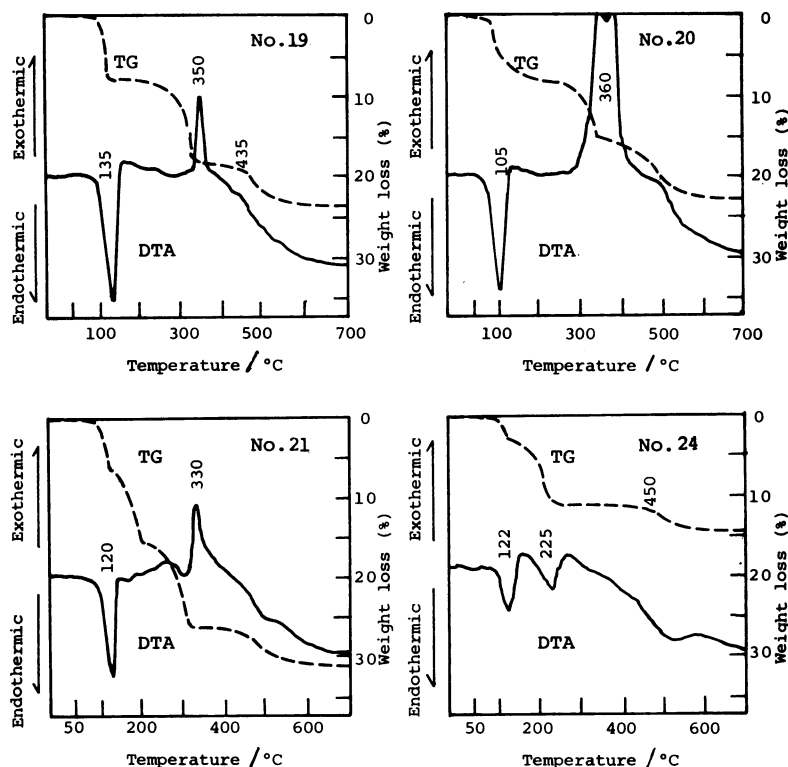 No.19
TG
350
135
435
DTA
Exothermic
Endothermic
0
10
20
30
Weight loss (%)
100 300 500 700
Temperature / °C
No.20
TG
360
105
DTA
Exothermic
Endothermic
0
10
20
30
Weight loss (%)
100 300 500 700
Temperature / °C
No.21
TG
330
120
DTA
Exothermic
Endothermic
0
10
20
30
Weight loss (%)
50 200 400 600
Temperature / °C
No.24
TG
450
122
225
DTA
Exothermic
Endothermic
0
10
20
30
Weight loss (%)
50 200 400 600
Temperature / °C